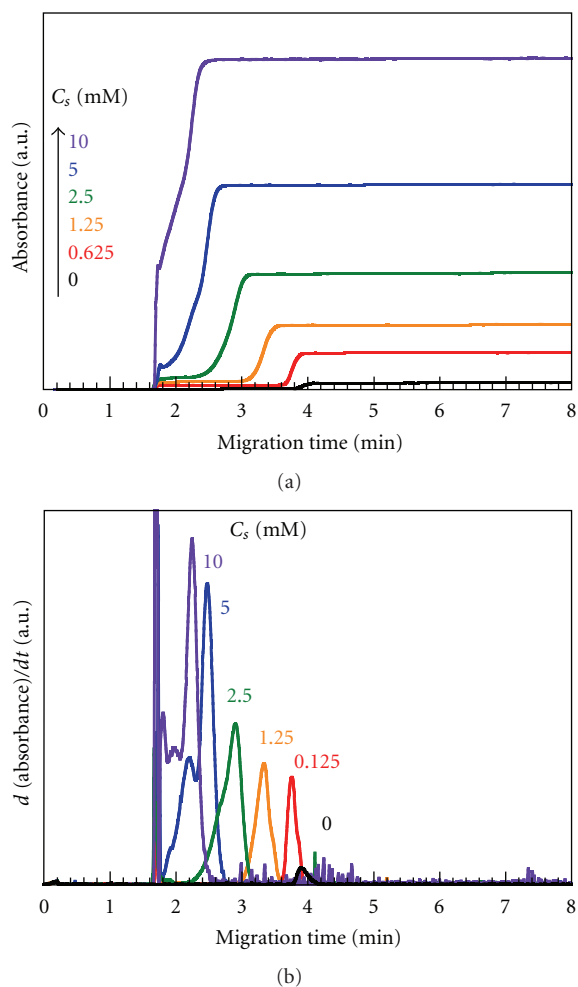 Absorbance (a.u.)
C_s (mM)
10
5
2.5
1.25
0.625
0
0 1 2 3 4 5 6 7 8
Migration time (min)
(a)
d (absorbance)/dt (a.u.)
C_s (mM)
10
5
2.5
1.25
0.125
0
0 1 2 3 4 5 6 7 8
Migration time (min)
(b)